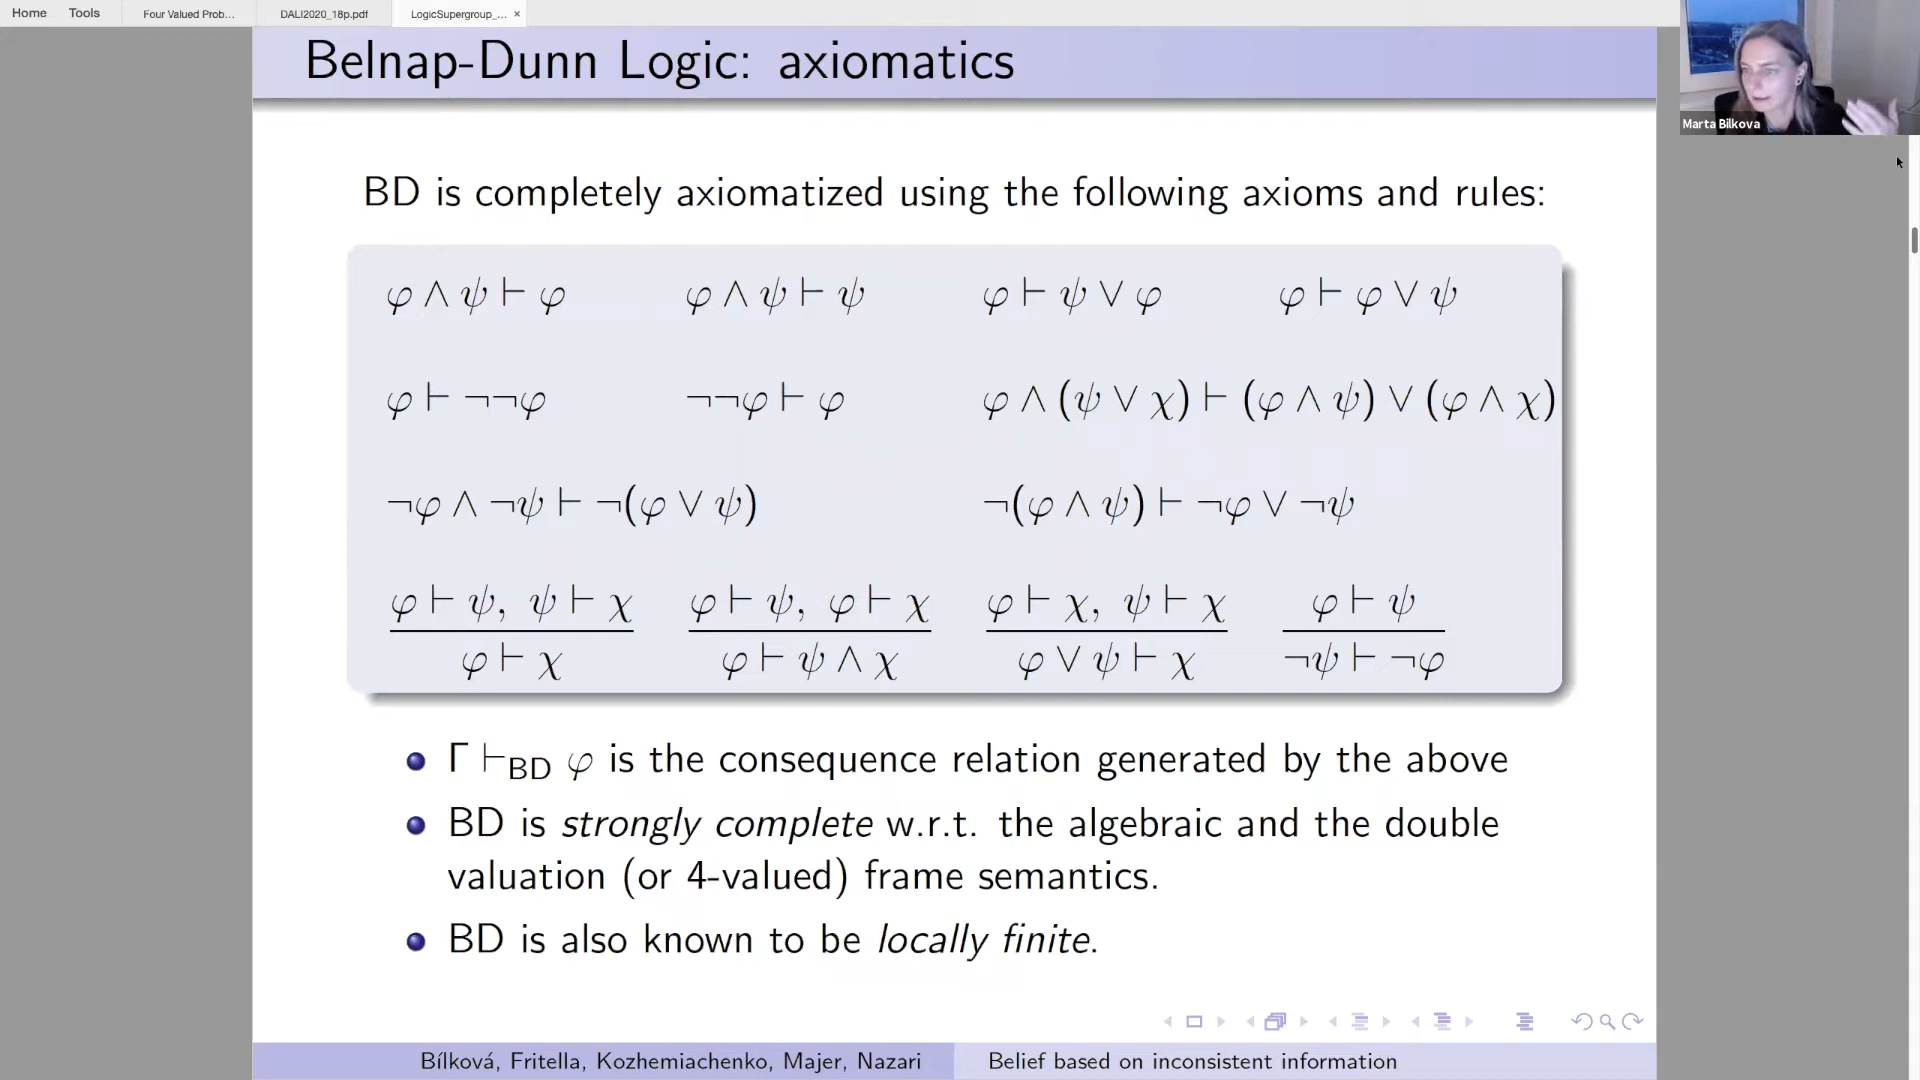 Home Tools Four Valued Prob... DALI2020_18p.pdf LogicSupergroup_... ×
Belnap-Dunn Logic: axiomatics
Marta Bilkova
BD is completely axiomatized using the following axioms and rules:
φ ∧ ψ ⊢ φ φ ∧ ψ ⊢ ψ φ ⊢ ψ ∨ φ φ ⊢ φ ∨ ψ
φ ⊢ ¬¬φ ¬¬φ ⊢ φ φ ∧ (ψ ∨ χ) ⊢ (φ ∧ ψ) ∨ (φ ∧ χ)
¬φ ∧ ¬ψ ⊢ ¬(φ ∨ ψ) ¬(φ ∧ ψ) ⊢ ¬φ ∨ ¬ψ
φ ⊢ ψ, ψ ⊢ χ φ ⊢ ψ, φ ⊢ χ φ ⊢ χ, ψ ⊢ χ φ ⊢ ψ
φ ⊢ χ φ ⊢ ψ ∧ χ φ ∨ ψ ⊢ χ ¬ψ ⊢ ¬φ
Γ ⊢BD φ is the consequence relation generated by the above
BD is strongly complete w.r.t. the algebraic and the double
valuation (or 4-valued) frame semantics.
BD is also known to be locally finite.
Bílková, Fritella, Kozhemiachenko, Majer, Nazari Belief based on inconsistent information